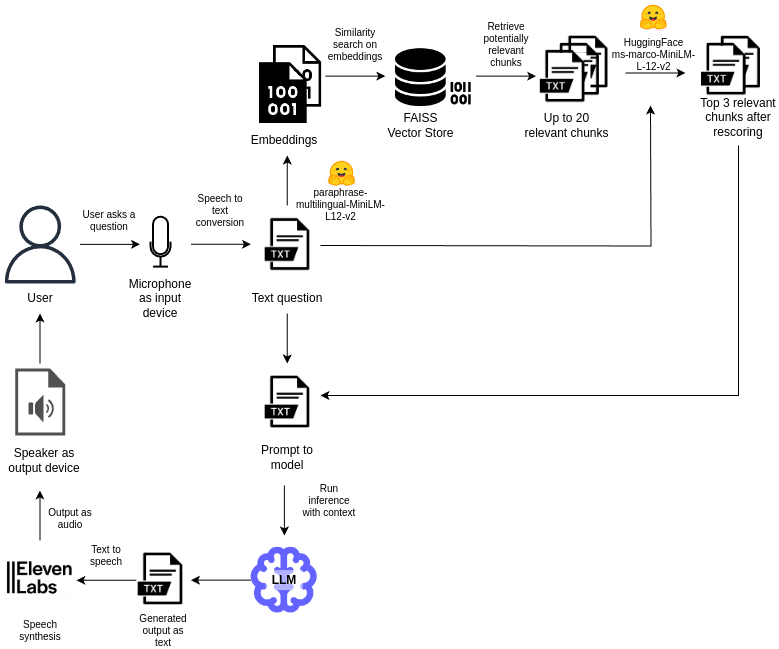 Similarity
search on
embeddings
Retrieve
potentially
relevant
chunks
HuggingFace
ms-marco-MiniLM-
L-12-v2
100
001
Embeddings
FAISS
Vector Store
1011
001
TXT
Up to 20
relevant chunks
TXT
Top 3 relevant
chunks after
rescoring
User asks a
question
Speech to
text
conversion
paraphrase-
multilingual-MiniLM-
L12-v2
TXT
User
Microphone
as input
device
Text question
TXT
Prompt to
model
Speaker as
output device
Run
inference
with context
Output as
audio
Text to
speech
LLM
IIElevenLabs
TXT
Speech
synthesis
Generated
output as
text